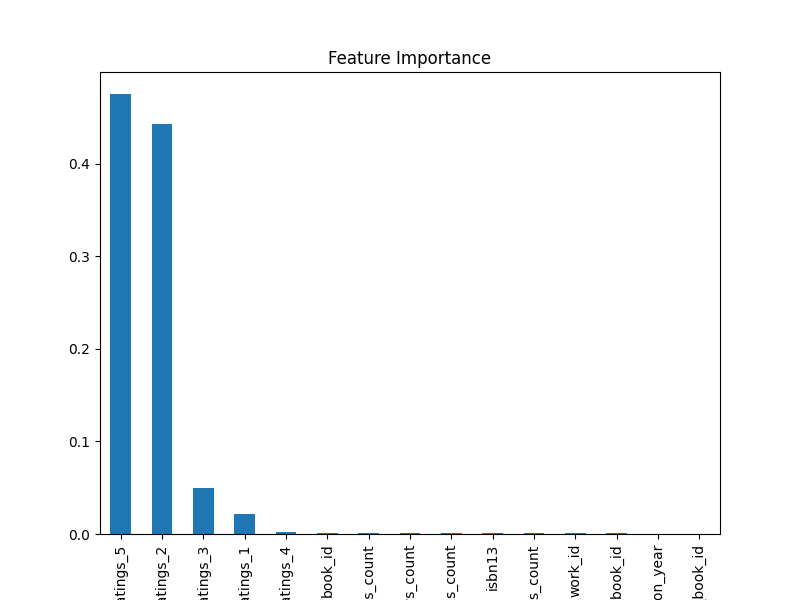 Feature Importance
0.4
0.3
0.2
0.1
0.0
atings_5
atings_2
atings_3
atings_1
atings_4
book_id
s_count
s_count
s_count
isbn13
s_count
work_id
book_id
on_year
book_id